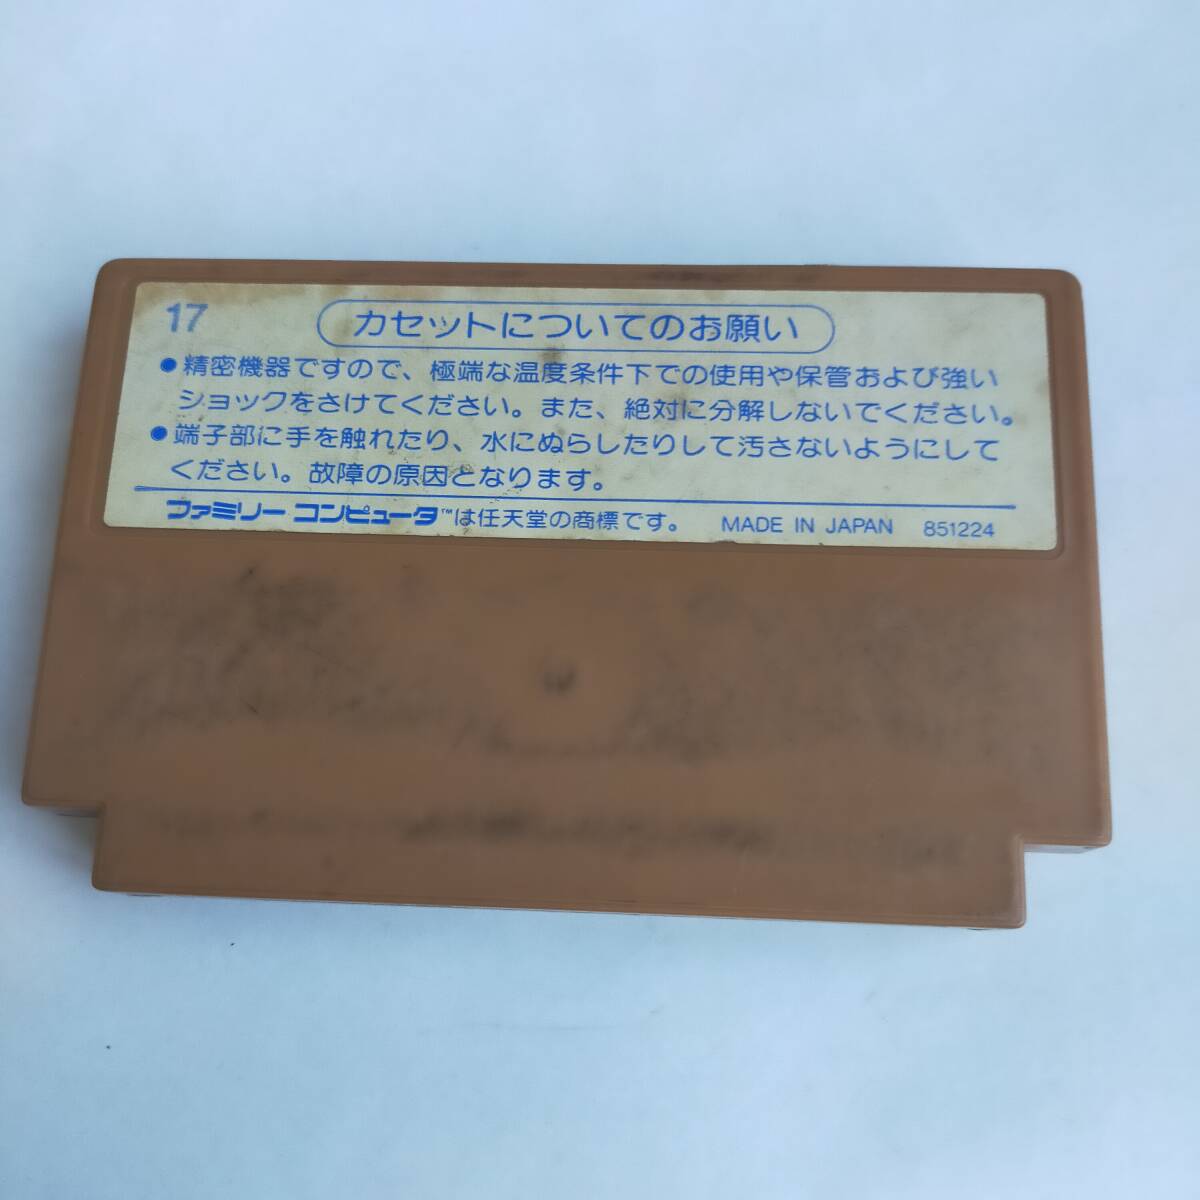 17
カセットについてのお願い
●精密機器ですので、極端な温度条件下での使用や保管および強い
ショックをさけてください。また、絶対に分解しないでください。
●端子部に手を触れたり、水にぬらしたりして汚さないようにして
ください。故障の原因となります。
ファミリー コンピュータ™は任天堂の商標です。 MADE IN JAPAN 851224